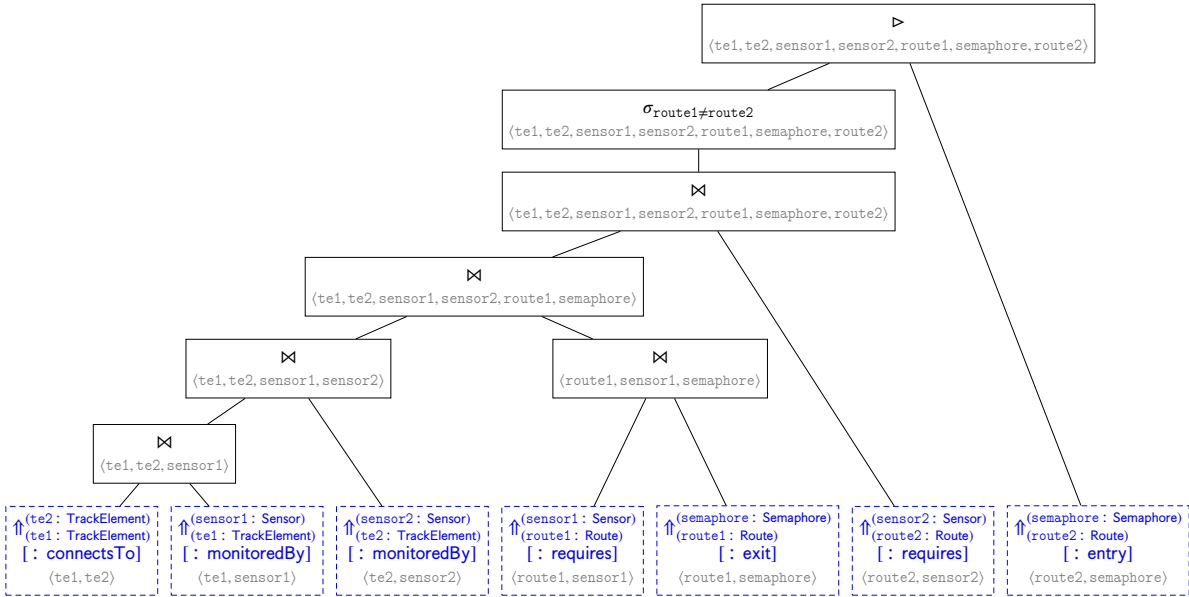 ▷
⟨te1, te2, sensor1, sensor2, route1, semaphore, route2⟩
σroute1≠route2
⟨te1, te2, sensor1, sensor2, route1, semaphore, route2⟩
⋈
⟨te1, te2, sensor1, sensor2, route1, semaphore, route2⟩
⋈
⟨te1, te2, sensor1, sensor2, route1, semaphore⟩
⋈
⟨te1, te2, sensor1, sensor2⟩
⋈
⟨route1, sensor1, semaphore⟩
⋈
⟨te1, te2, sensor1⟩
⇑(te2: TrackElement)
(te1: TrackElement)
[: connectsTo]
⟨te1, te2⟩
⇑(sensor1: Sensor)
(te1: TrackElement)
[: monitoredBy]
⟨te1, sensor1⟩
⇑(sensor2: Sensor)
(te2: TrackElement)
[: monitoredBy]
⟨te2, sensor2⟩
⇑(sensor1: Sensor)
(route1: Route)
[: requires]
⟨route1, sensor1⟩
⇑(semaphore: Semaphore)
(route1: Route)
[: exit]
⟨route1, semaphore⟩
⇑(sensor2: Sensor)
(route2: Route)
[: requires]
⟨route2, sensor2⟩
⇑(semaphore: Semaphore)
(route2: Route)
[: entry]
⟨route2, semaphore⟩